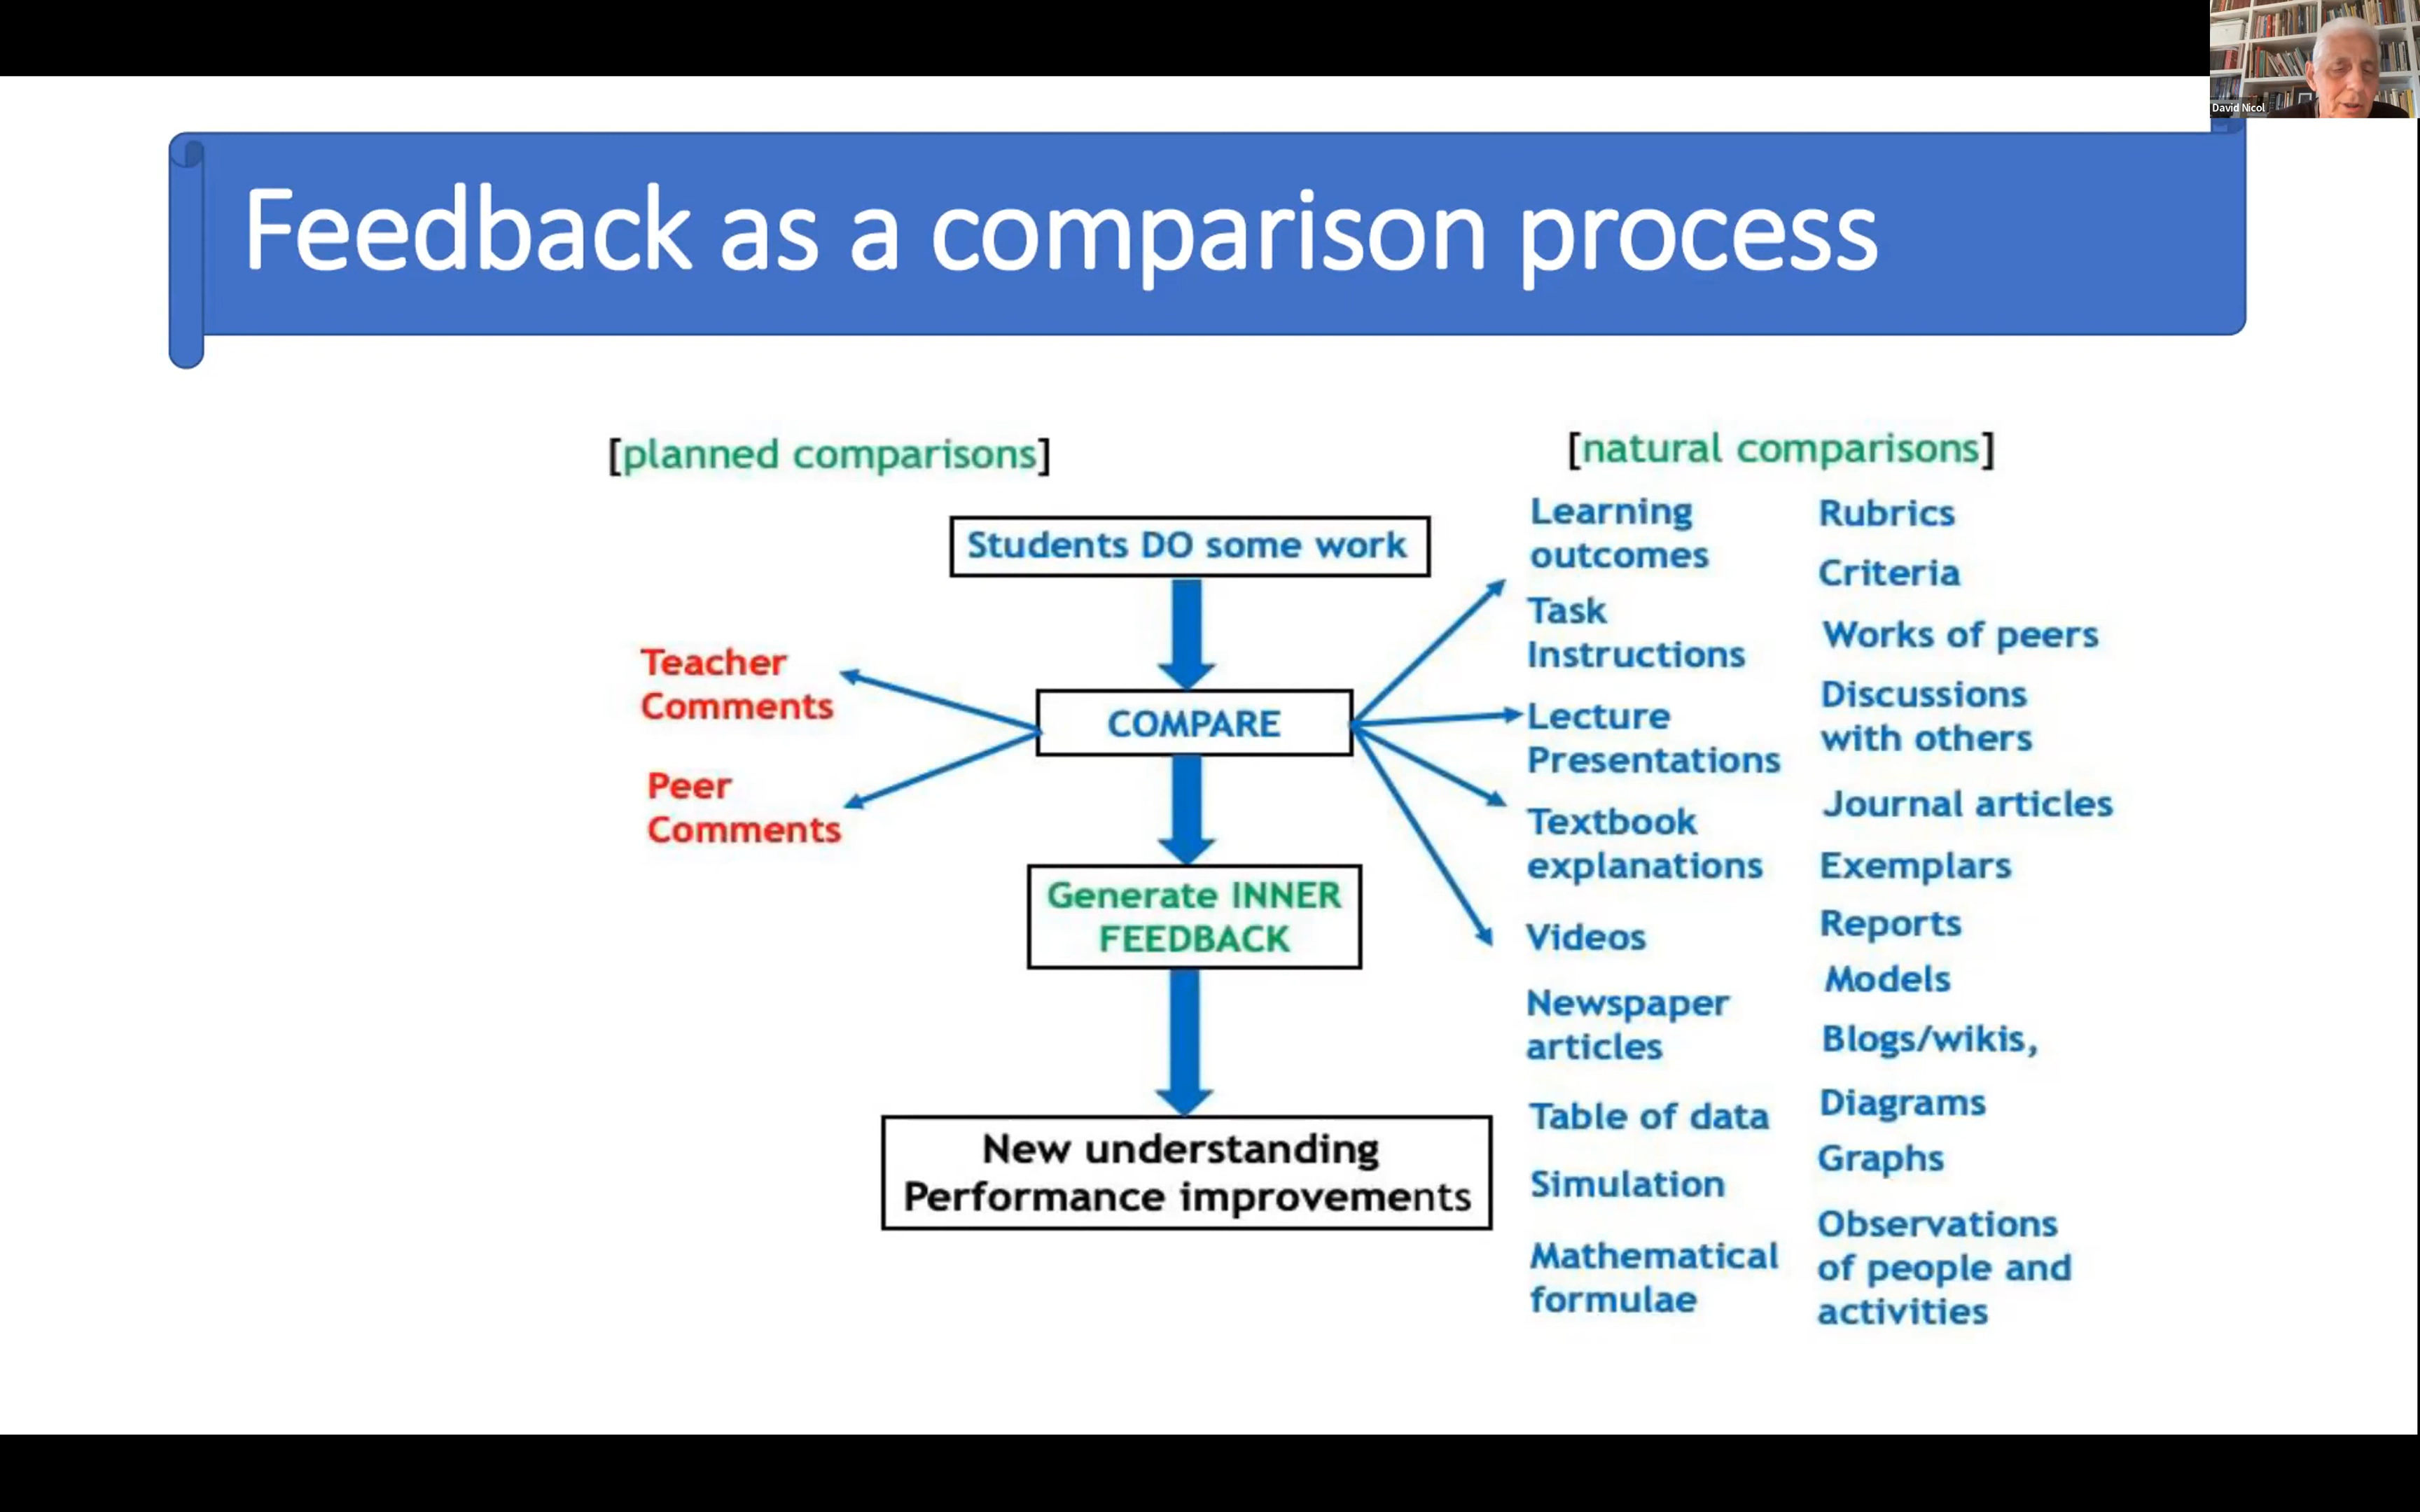 David Nicol
Feedback as a comparison process
[planned comparisons]
[natural comparisons]
Students DO some work
COMPARE
Generate INNER
FEEDBACK
New understanding
Performance improvements
Teacher
Comments
Peer
Comments
Learning
outcomes
Task
Instructions
Lecture
Presentations
Textbook
explanations
Videos
Newspaper
articles
Table of data
Simulation
Mathematical
formulae
Rubrics
Criteria
Works of peers
Discussions
with others
Journal articles
Exemplars
Reports
Models
Blogs/wikis,
Diagrams
Graphs
Observations
of people and
activities